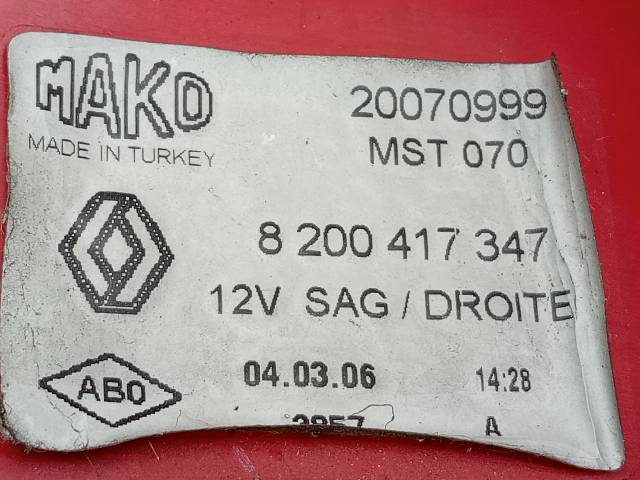 MAKO 20070999
MADE IN TURKEY MST 070
8 200 417 347
12V SAG / DROITE
ABO 04.03.06 14:28
A